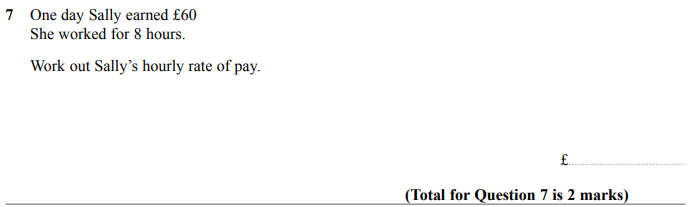 7 One day Sally earned £60
She worked for 8 hours.
Work out Sally’s hourly rate of pay.
£
(Total for Question 7 is 2 marks)